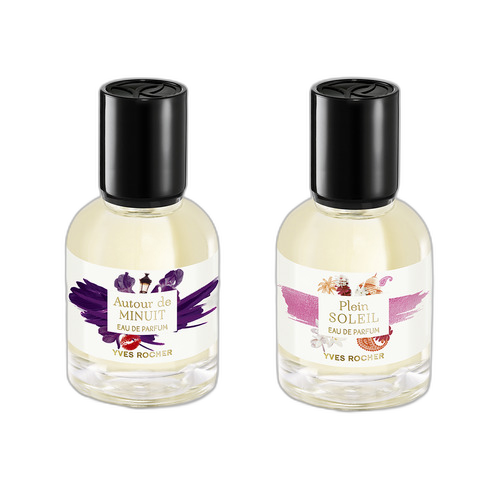 Autour de
MINUIT
EAU DE PARFUM
YVES ROCHER
Plein
SOLEIL
EAU DE PARFUM
YVES ROCHER